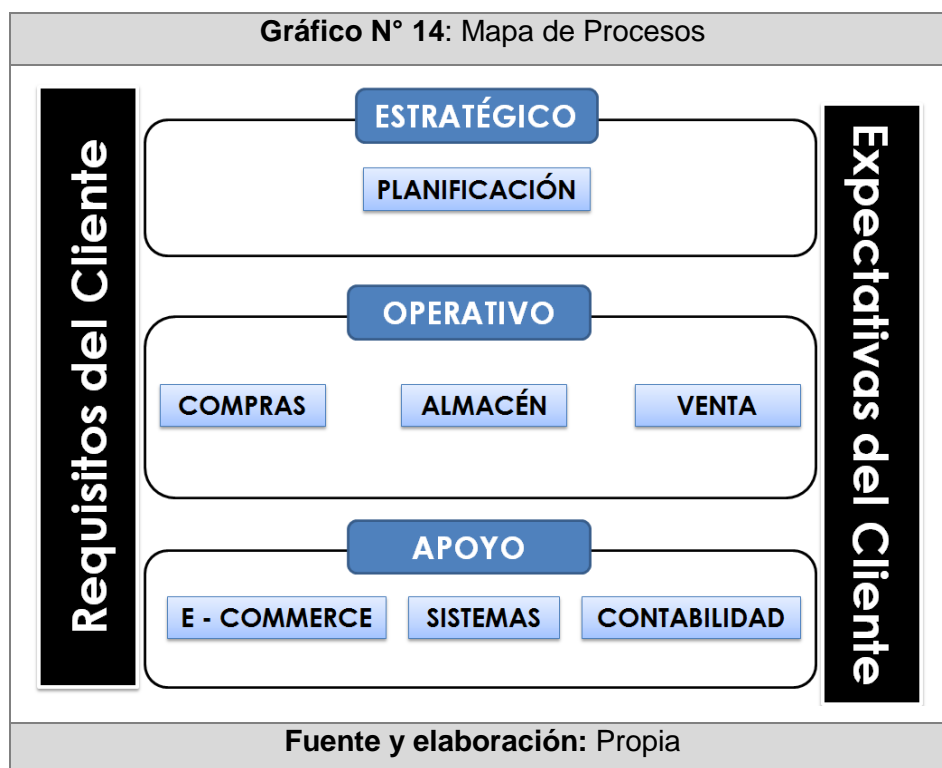 Gráfico N° 14: Mapa de Procesos
Requisitos del Cliente
ESTRATÉGICO
PLANIFICACIÓN
OPERATIVO
COMPRAS
ALMACÉN
VENTA
APOYO
E - COMMERCE
SISTEMAS
CONTABILIDAD
Expectativas del Cliente
Fuente y elaboración: Propia